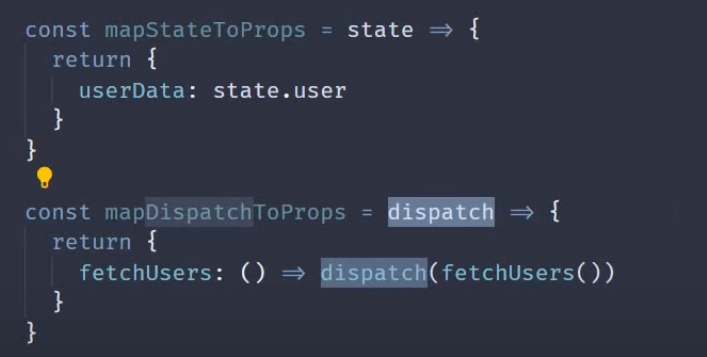 const mapStateToProps = state => {
  return {
    userData: state.user
  }
}
const mapDispatchToProps = dispatch => {
  return {
    fetchUsers: () => dispatch(fetchUsers())
  }
}